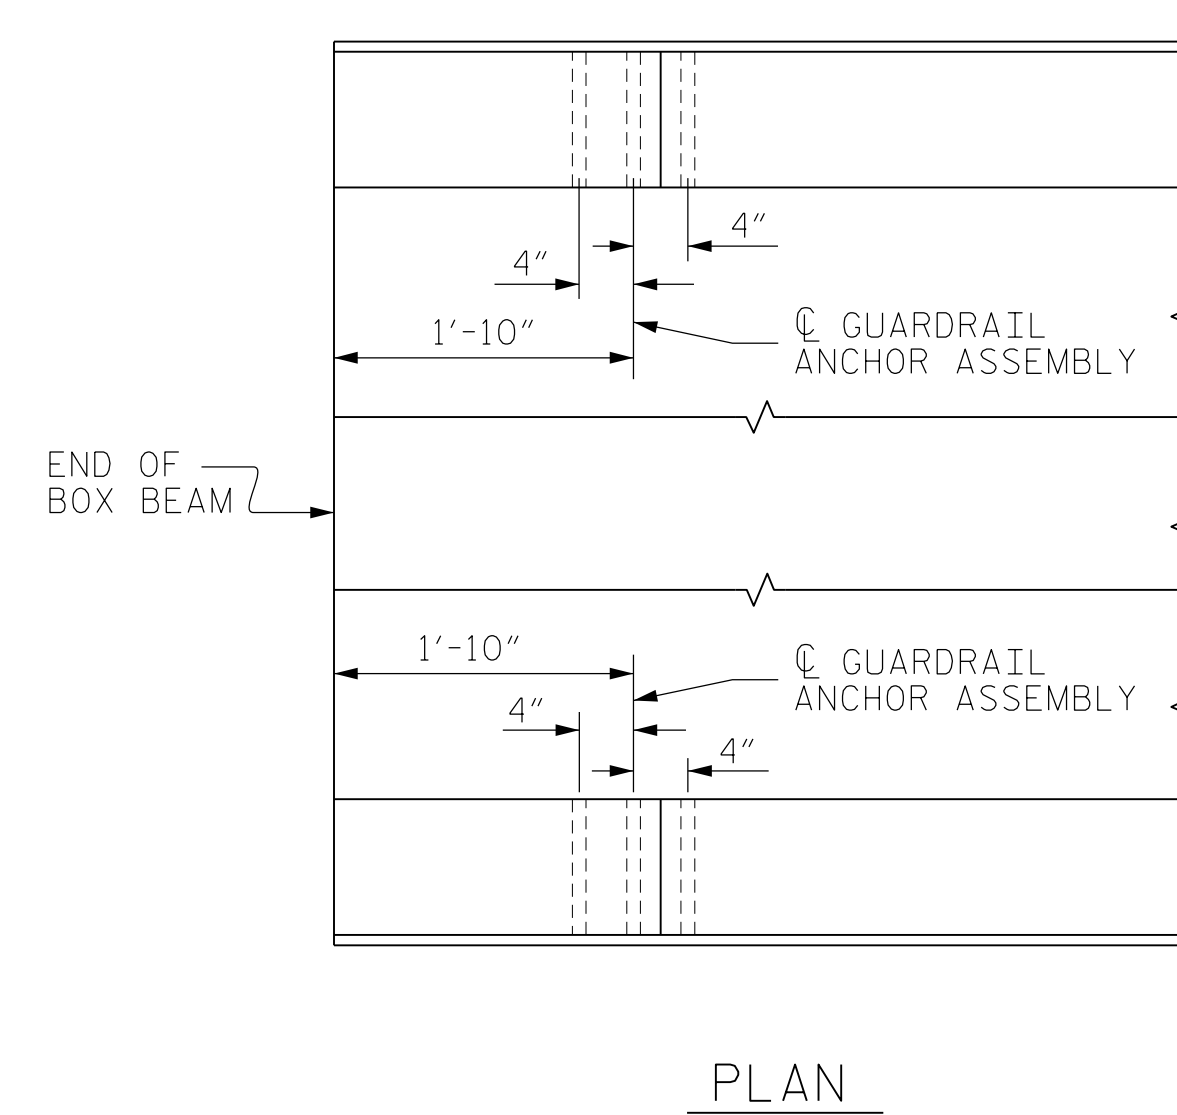 4"
4"
1'-10"
℄ GUARDRAIL
ANCHOR ASSEMBLY
END OF
BOX BEAM
1'-10"
℄ GUARDRAIL
ANCHOR ASSEMBLY
4"
4"
PLAN